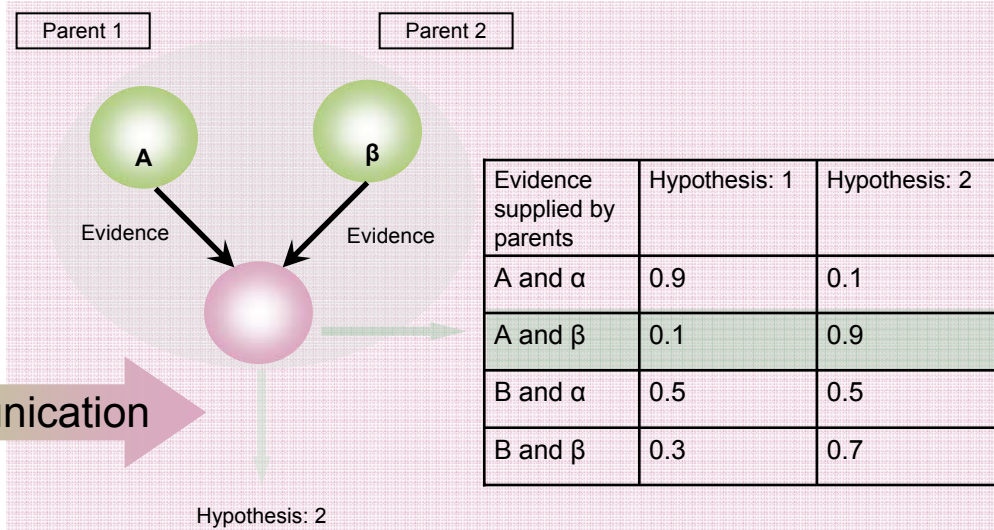 Parent 1
Parent 2
A
β
Evidence
Evidence
Evidence supplied by parents Hypothesis: 1 Hypothesis: 2
A and α 0.9 0.1
A and β 0.1 0.9
B and α 0.5 0.5
B and β 0.3 0.7
nication
Hypothesis: 2